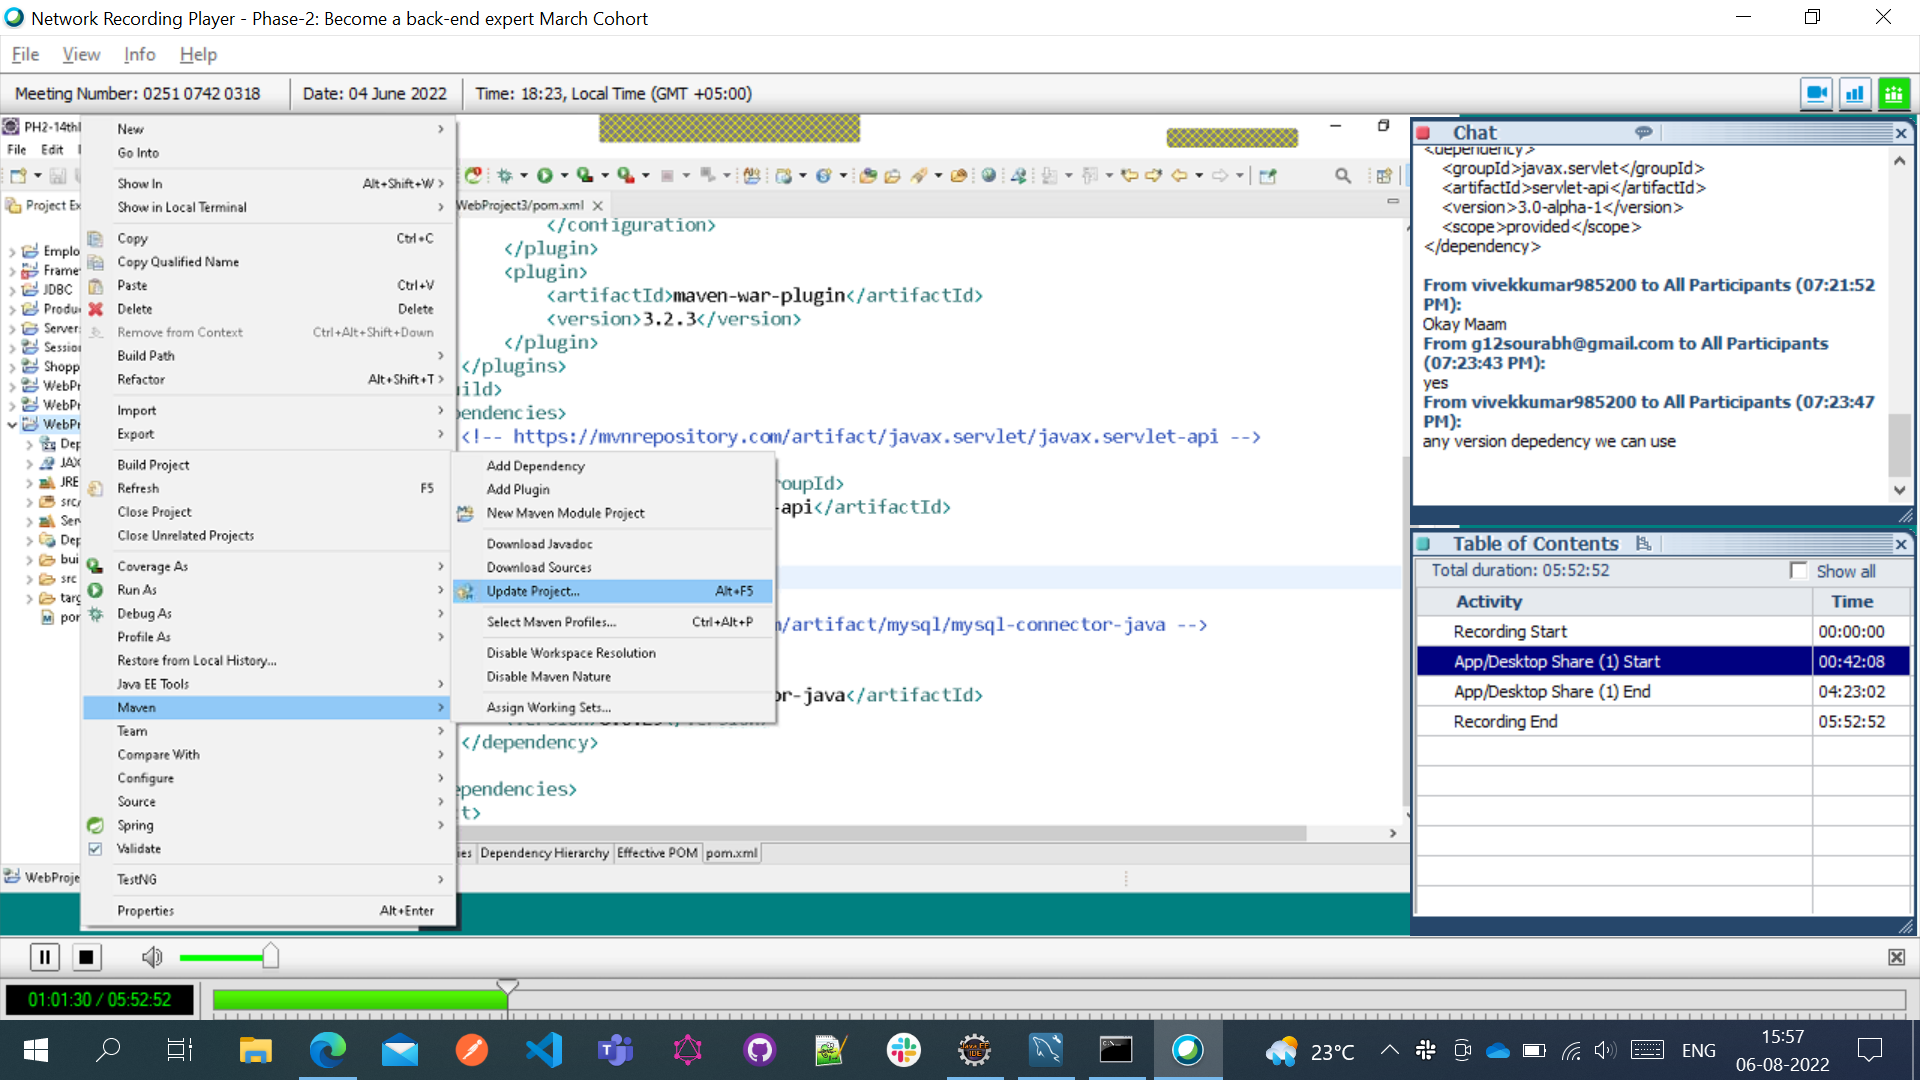 Network Recording Player - Phase-2: Become a back-end expert March Cohort
File View Info Help
Meeting Number: 0251 0742 0318 Date: 04 June 2022 Time: 18:23, Local Time (GMT +05:00)
PH2-14th
File Edit
Project Ex
Emplo
Frame
JDBC
Produ
Server
Sessio
Shopp
WebPr
WebPr
WebPr
Dep
JAX
JRE
src/
Ser
Dep
bui
src
targ
por
WebProje
New
Go Into
Show In Alt+Shift+W
Show in Local Terminal
Copy Ctrl+C
Copy Qualified Name
Paste Ctrl+V
Delete Delete
Remove from Context Ctrl+Alt+Shift+Down
Build Path
Refactor Alt+Shift+T
Import
Export
Build Project
Refresh F5
Close Project
Close Unrelated Projects
Coverage As
Run As
Debug As
Profile As
Restore from Local History...
Java EE Tools
Maven
Team
Compare With
Configure
Source
Spring
Validate
TestNG
Properties Alt+Enter
Add Dependency
Add Plugin
New Maven Module Project
Download Javadoc
Download Sources
Update Project... Alt+F5
Select Maven Profiles... Ctrl+Alt+P
Disable Workspace Resolution
Disable Maven Nature
Assign Working Sets...
WebProject3/pom.xml
</configuration>
</plugin>
<plugin>
<artifactId>maven-war-plugin</artifactId>
<version>3.2.3</version>
</plugin>
</plugins>
uild>
pendencies>
<!-- https://mvnrepository.com/artifact/javax.servlet/javax.servlet-api -->
oupId>
api</artifactId>
/artifact/mysql/mysql-connector-java -->
or-java</artifactId>
</dependency>
ependencies>
t>
ies Dependency Hierarchy Effective POM pom.xml
Chat
<dependency>
<groupId>javax.servlet</groupId>
<artifactId>servlet-api</artifactId>
<version>3.0-alpha-1</version>
<scope>provided</scope>
</dependency>
From vivekkumar985200 to All Participants (07:21:52
PM):
Okay Maam
From g12sourabh@gmail.com to All Participants
(07:23:43 PM):
yes
From vivekkumar985200 to All Participants (07:23:47
PM):
any version depedency we can use
Table of Contents
Total duration: 05:52:52 Show all
Activity Time
Recording Start 00:00:00
App/Desktop Share (1) Start 00:42:08
App/Desktop Share (1) End 04:23:02
Recording End 05:52:52
01:01:30 / 05:52:52
23°C ENG 15:57
06-08-2022